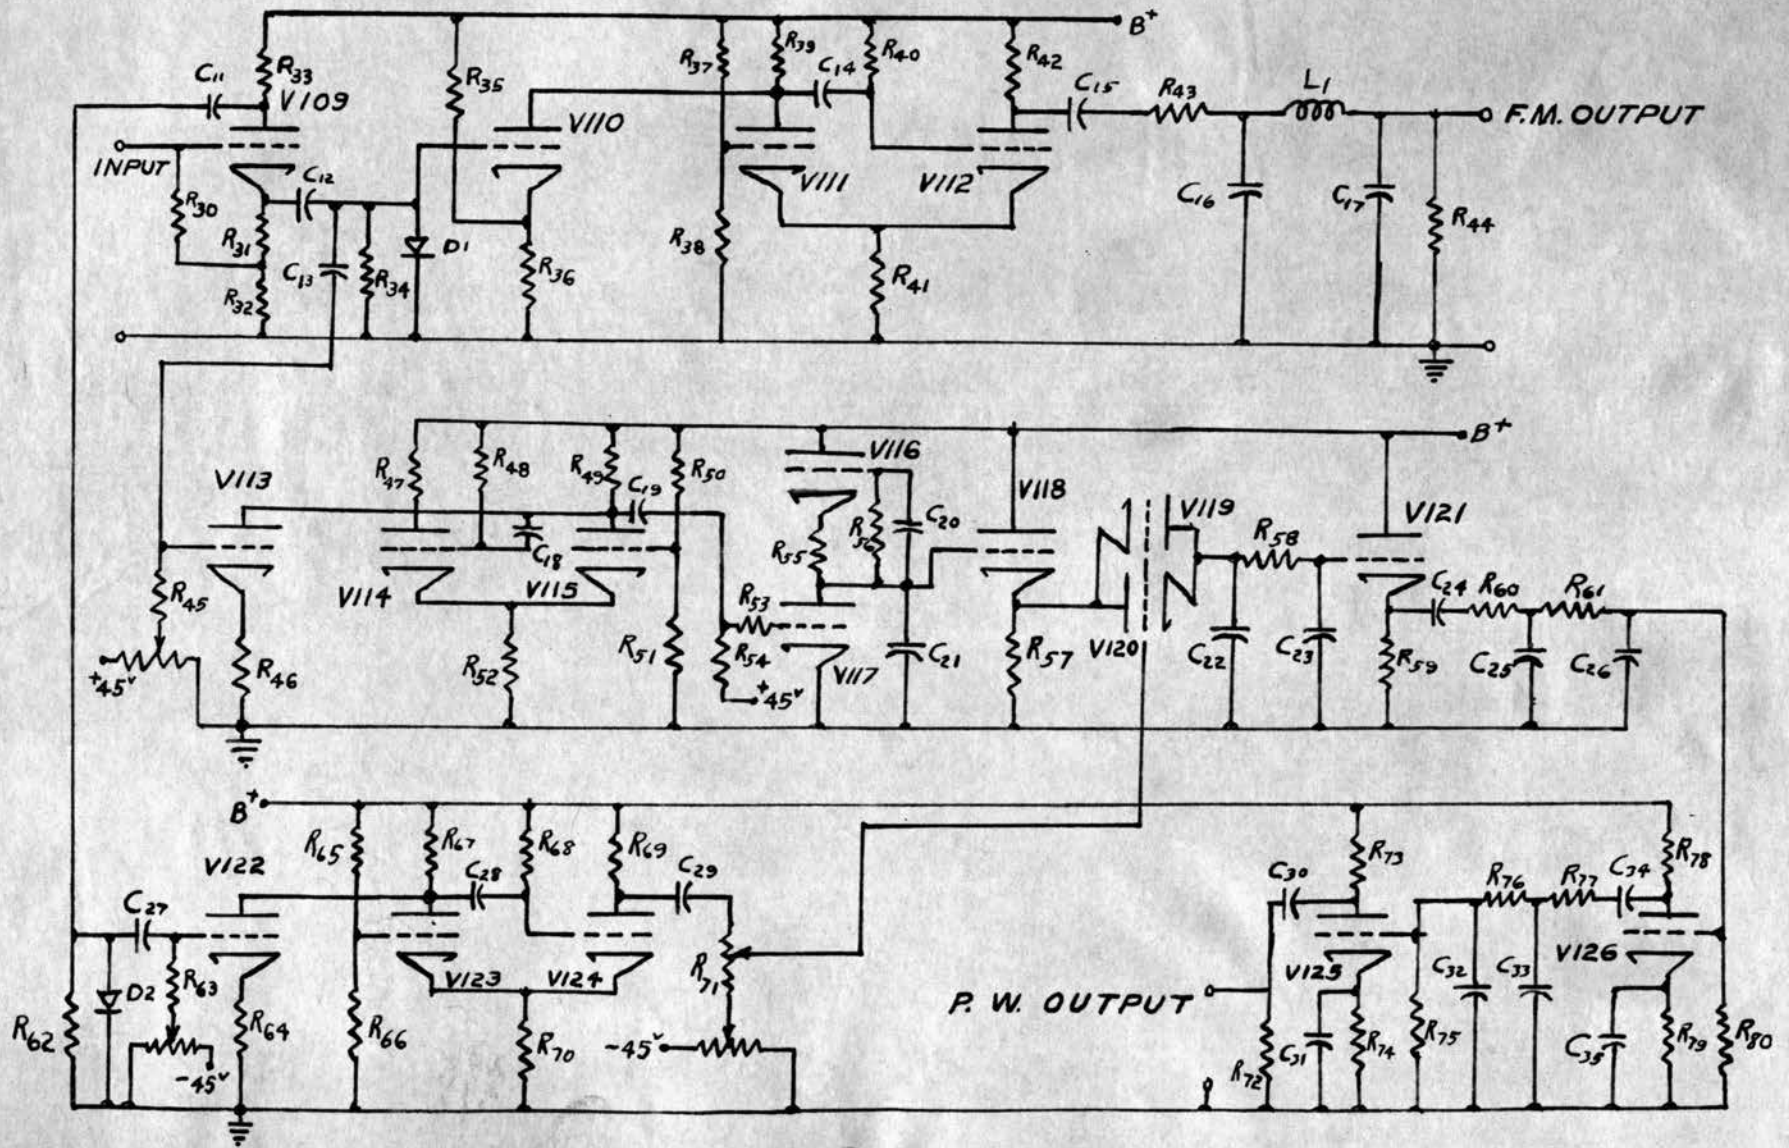 B+
C11
R33
V109
R35
R37
R39
C14
R40
R42
C15
R43
L1
F.M. OUTPUT
V110
INPUT
C12
V111
V112
C16
C17
R44
R30
R31
R32
C13
R34
D1
R36
R38
R41
B+
V113
R47
R48
R49
C19
R50
V116
V118
V119
V121
C18
R55
R56
C20
R58
R45
V114
V115
R53
C24
R60
R61
+45v
R46
R52
R51
R54
+45v
V117
C21
R57
V120
C22
C23
R59
C25
C26
B+
V122
R65
R67
C28
R68
R69
C29
R73
C30
R76
R77
C34
R78
C27
D2
R63
V123
V124
R71
V125
C32
C33
V126
P. W. OUTPUT
R62
-45v
R64
R66
R70
-45v
R72
C31
R74
R75
C35
R79
R80